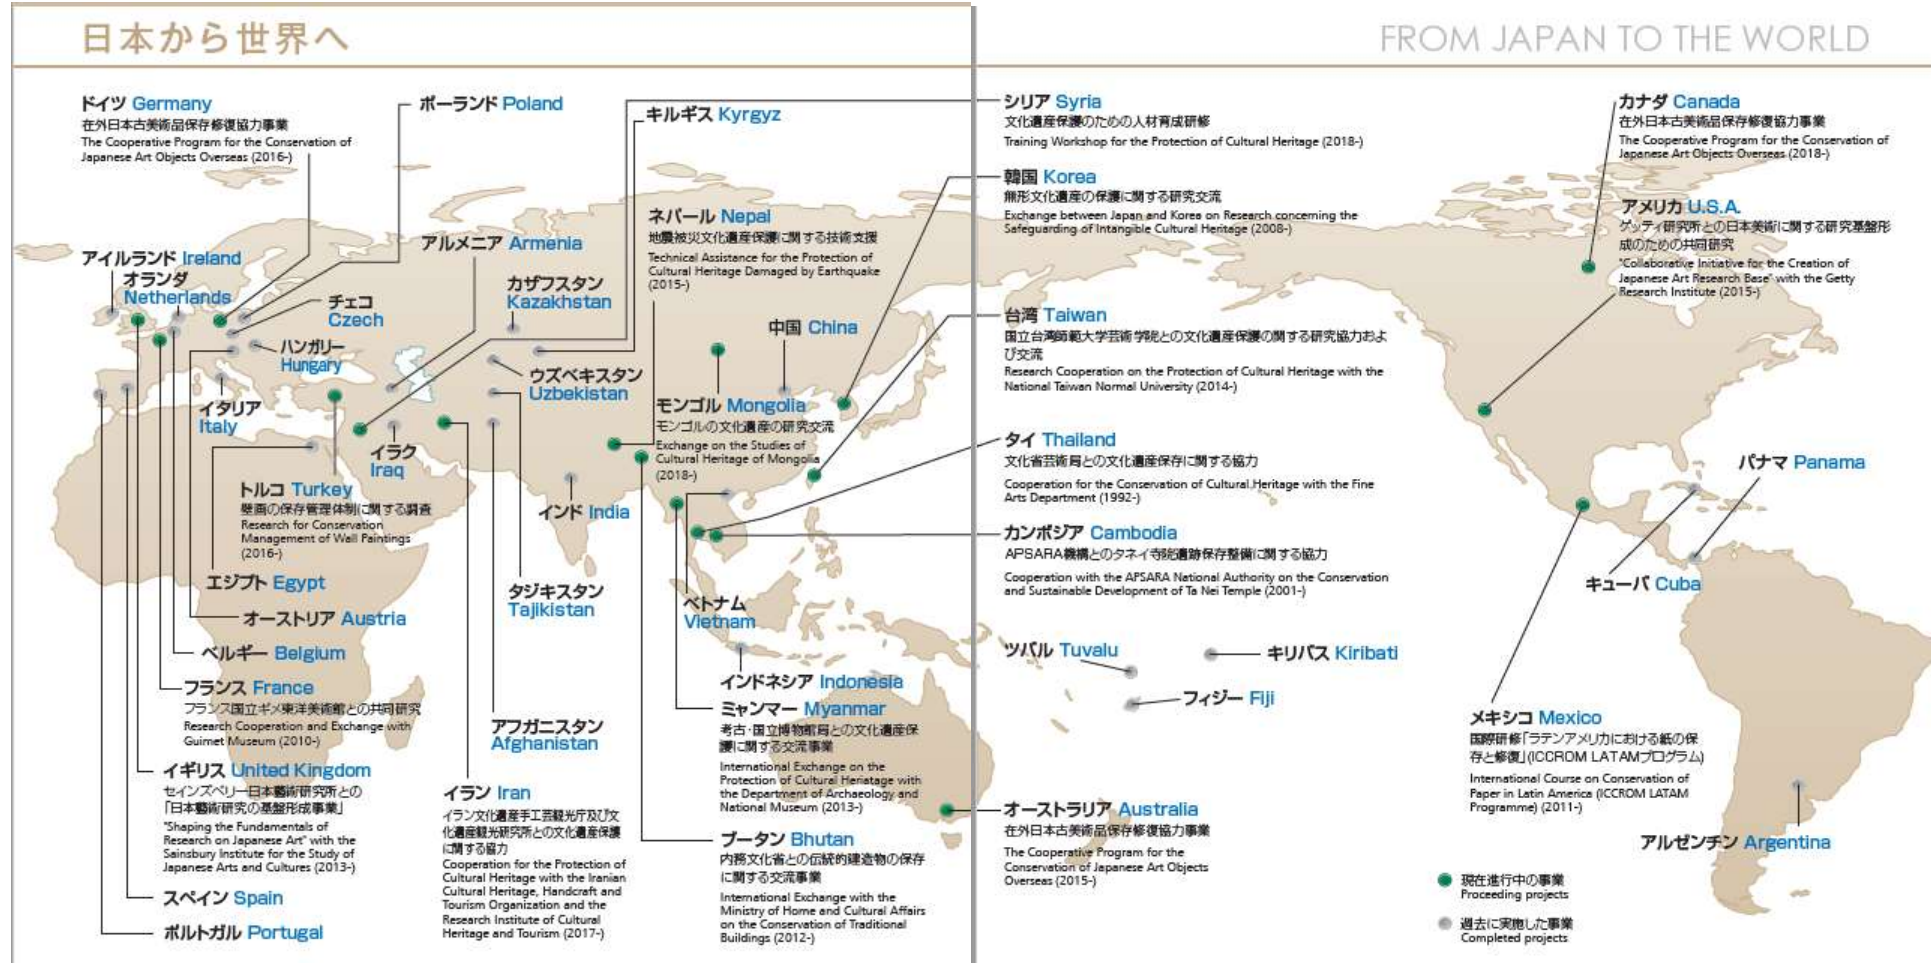 日本から世界へ
FROM JAPAN TO THE WORLD
ドイツ Germany
在外日本古美術品保存修復協力事業
The Cooperative Program for the Conservation of
Japanese Art Objects Overseas (2016-)
ポーランド Poland
キルギス Kyrgyz
ネパール Nepal
地震被災文化遺産保護に関する技術支援
Technical Assistance for the Protection of
Cultural Heritage Damaged by Earthquake
(2015-)
アルメニア Armenia
アイルランド Ireland
オランダ
Netherlands
チェコ
Czech
カザフスタン
Kazakhstan
中国 China
ハンガリー
Hungary
ウズベキスタン
Uzbekistan
イタリア
Italy
モンゴル Mongolia
モンゴルの文化遺産の研究交流
Exchange on the Studies of
Cultural Heritage of Mongolia
(2018-)
イラク
Iraq
トルコ Turkey
壁画の保存管理体制に関する調査
Research for Conservation
Management of Wall Paintings
(2016-)
インド India
エジプト Egypt
タジキスタン
Tajikistan
ベトナム
Vietnam
オーストリア Austria
ベルギー Belgium
フランス France
フランス国立ギメ東洋美術館との共同研究
Research Cooperation and Exchange with
Guimet Museum (2010-)
アフガニスタン
Afghanistan
インドネシア Indonesia
ミャンマー Myanmar
考古・国立博物館局との文化遺産保
護に関する交流事業
International Exchange on the
Protection of Cultural Heriatage with
the Department of Archaeology and
National Museum (2013-)
イギリス United Kingdom
セインズベリー日本藝術研究所との
「日本藝術研究の基盤形成事業」
"Shaping the Fundamentals of
Research on Japanese Art" with the
Sainsbury Institute for the Study of
Japanese Arts and Cultures (2013-)
イラン Iran
イラン文化遺産手工芸観光庁及び文
化遺産観光研究所との文化遺産保護
に関する協力
Cooperation for the Protection of
Cultural Heritage with the Iranian
Cultural Heritage, Handcraft and
Tourism Organization and the
Research Institute of Cultural
Heritage and Tourism (2017-)
ブータン Bhutan
内務文化省との伝統的建造物の保存
に関する交流事業
International Exchange with the
Ministry of Home and Cultural Affairs
on the Conservation of Traditional
Buildings (2012-)
スペイン Spain
ポルトガル Portugal
シリア Syria
文化遺産保護のための人材育成研修
Training Workshop for the Protection of Cultural Heritage (2018-)
韓国 Korea
無形文化遺産の保護に関する研究交流
Exchange between Japan and Korea on Research concerning the
Safeguarding of Intangible Cultural Heritage (2008-)
台湾 Taiwan
国立台湾師範大学芸術学院との文化遺産保護の関する研究協力およ
び交流
Research Cooperation on the Protection of Cultural Heritage with the
National Taiwan Normal University (2014-)
タイ Thailand
文化省芸術局との文化遺産保存に関する協力
Cooperation for the Conservation of Cultural Heritage with the Fine
Arts Department (1992-)
カンボジア Cambodia
APSARA機構とのタネイ寺院遺跡保存整備に関する協力
Cooperation with the APSARA National Authority on the Conservation
and Sustainable Development of Ta Nei Temple (2001-)
ツバル Tuvalu
キリバス Kiribati
フィジー Fiji
オーストラリア Australia
在外日本古美術品保存修復協力事業
The Cooperative Program for the
Conservation of Japanese Art Objects
Overseas (2015-)
カナダ Canada
在外日本古美術品保存修復協力事業
The Cooperative Program for the Conservation of
Japanese Art Objects Overseas (2018-)
アメリカ U.S.A.
ゲッティ研究所との日本美術に関する研究基盤形
成のための共同研究
"Collaborative Initiative for the Creation of
Japanese Art Research Base" with the Getty
Research Institute (2015-)
パナマ Panama
キューバ Cuba
メキシコ Mexico
国際研修「ラテンアメリカにおける紙の保
存と修復」(ICCROM LATAMプログラム)
International Course on Conservation of
Paper in Latin America (ICCROM LATAM
Programme) (2011-)
アルゼンチン Argentina
現在進行中の事業
Proceeding projects
過去に実施した事業
Completed projects